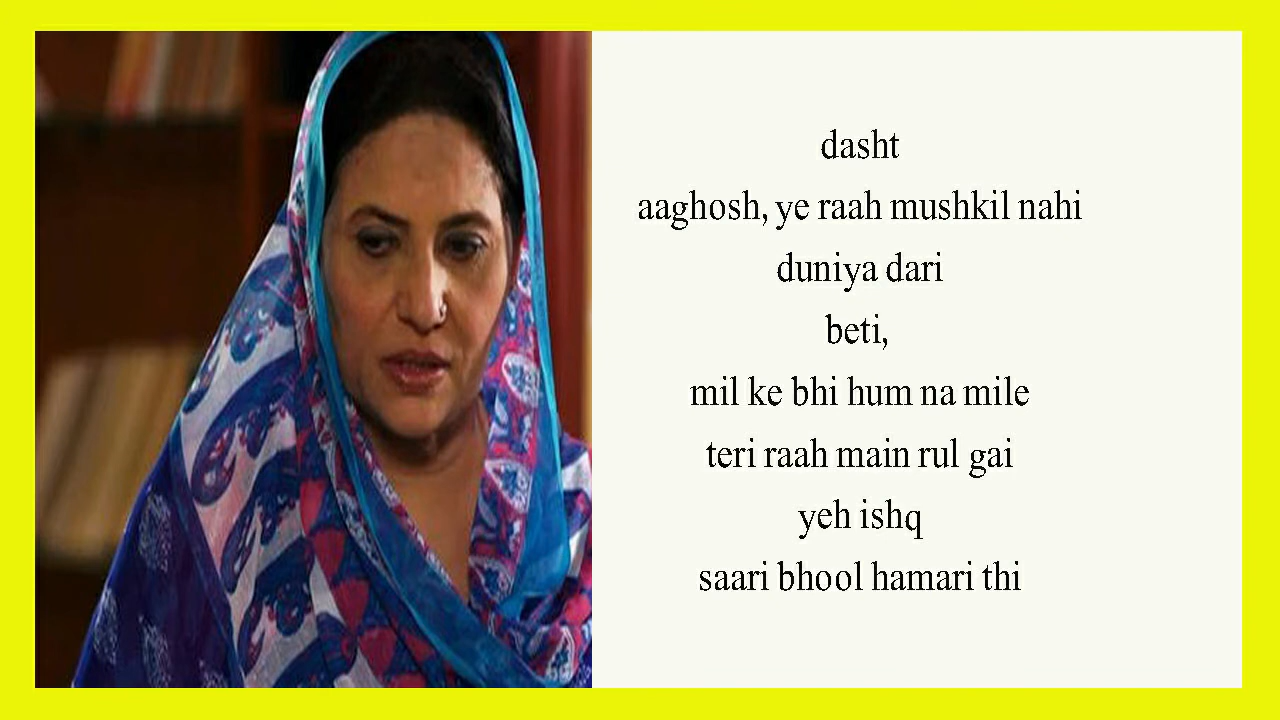 dasht
aaghosh, ye raah mushkil nahi
duniya dari
beti,
mil ke bhi hum na mile
teri raah main rul gai
yeh ishq
saari bhool hamari thi